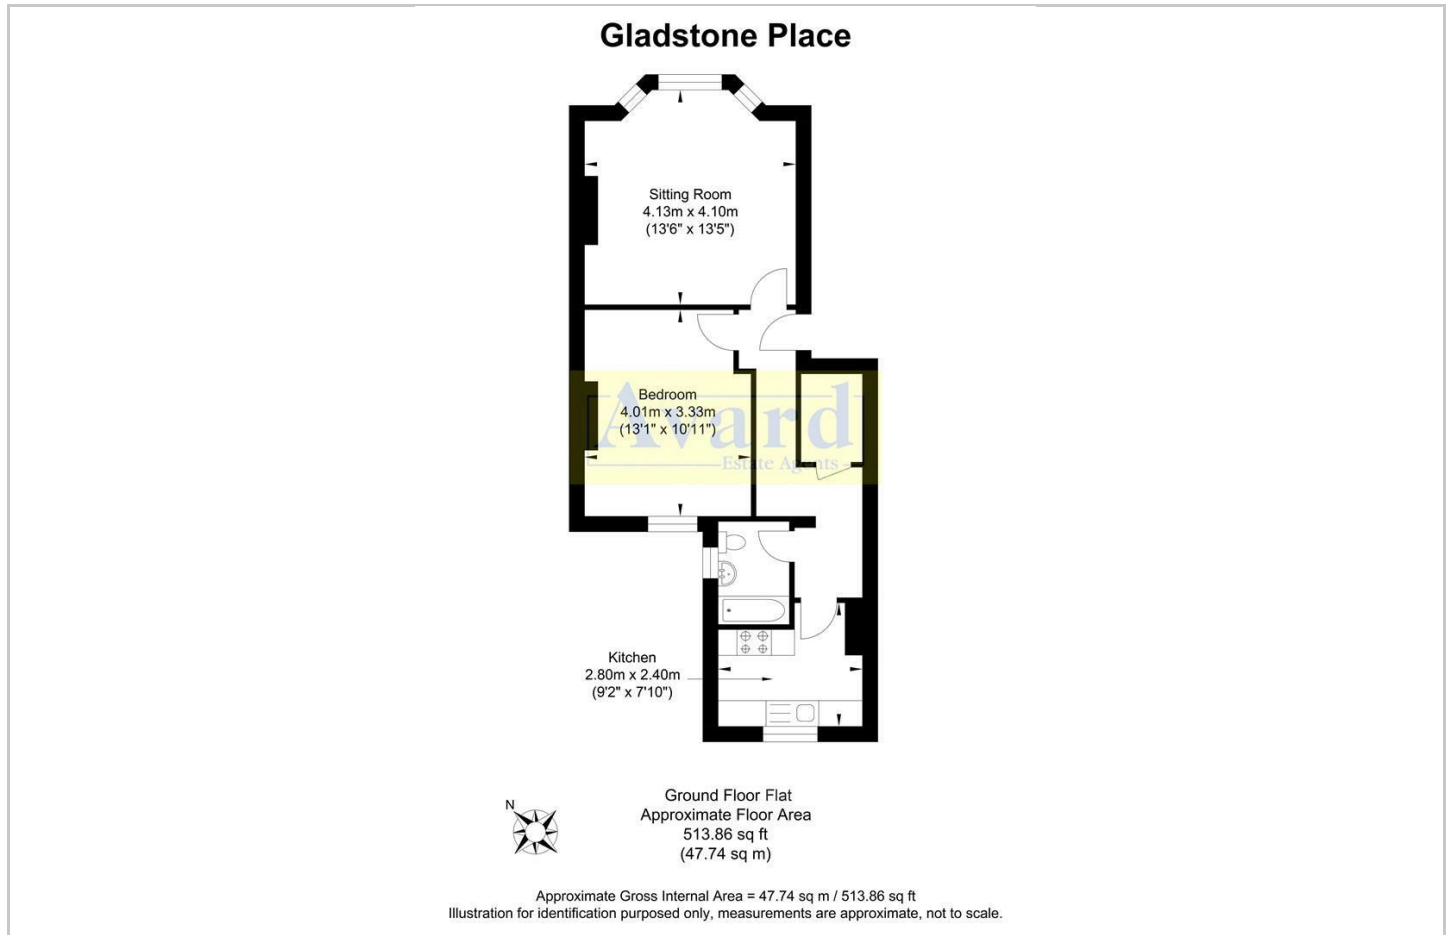 Gladstone Place
Sitting Room
4.13m x 4.10m
(13'6" x 13'5")
Bedroom
4.01m x 3.33m
(13'1" x 10'11")
Avard
Estate Agents
Kitchen
2.80m x 2.40m
(9'2" x 7'10")
N
Ground Floor Flat
Approximate Floor Area
513.86 sq ft
(47.74 sq m)
Approximate Gross Internal Area = 47.74 sq m / 513.86 sq ft
Illustration for identification purposed only, measurements are approximate, not to scale.